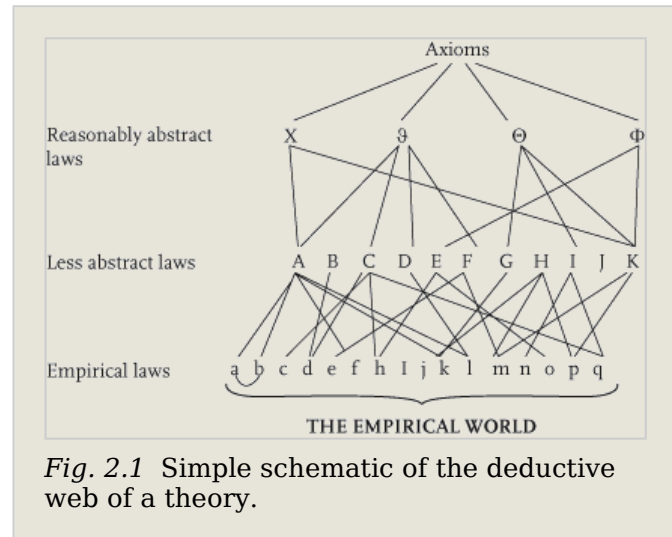 Axioms
Reasonably abstract laws
Χ ϑ Θ Φ
Less abstract laws A B C D E F G H I J K
Empirical laws a b c d e f h I j k l m n o p q
THE EMPIRICAL WORLD
Fig. 2.1 Simple schematic of the deductive
web of a theory.